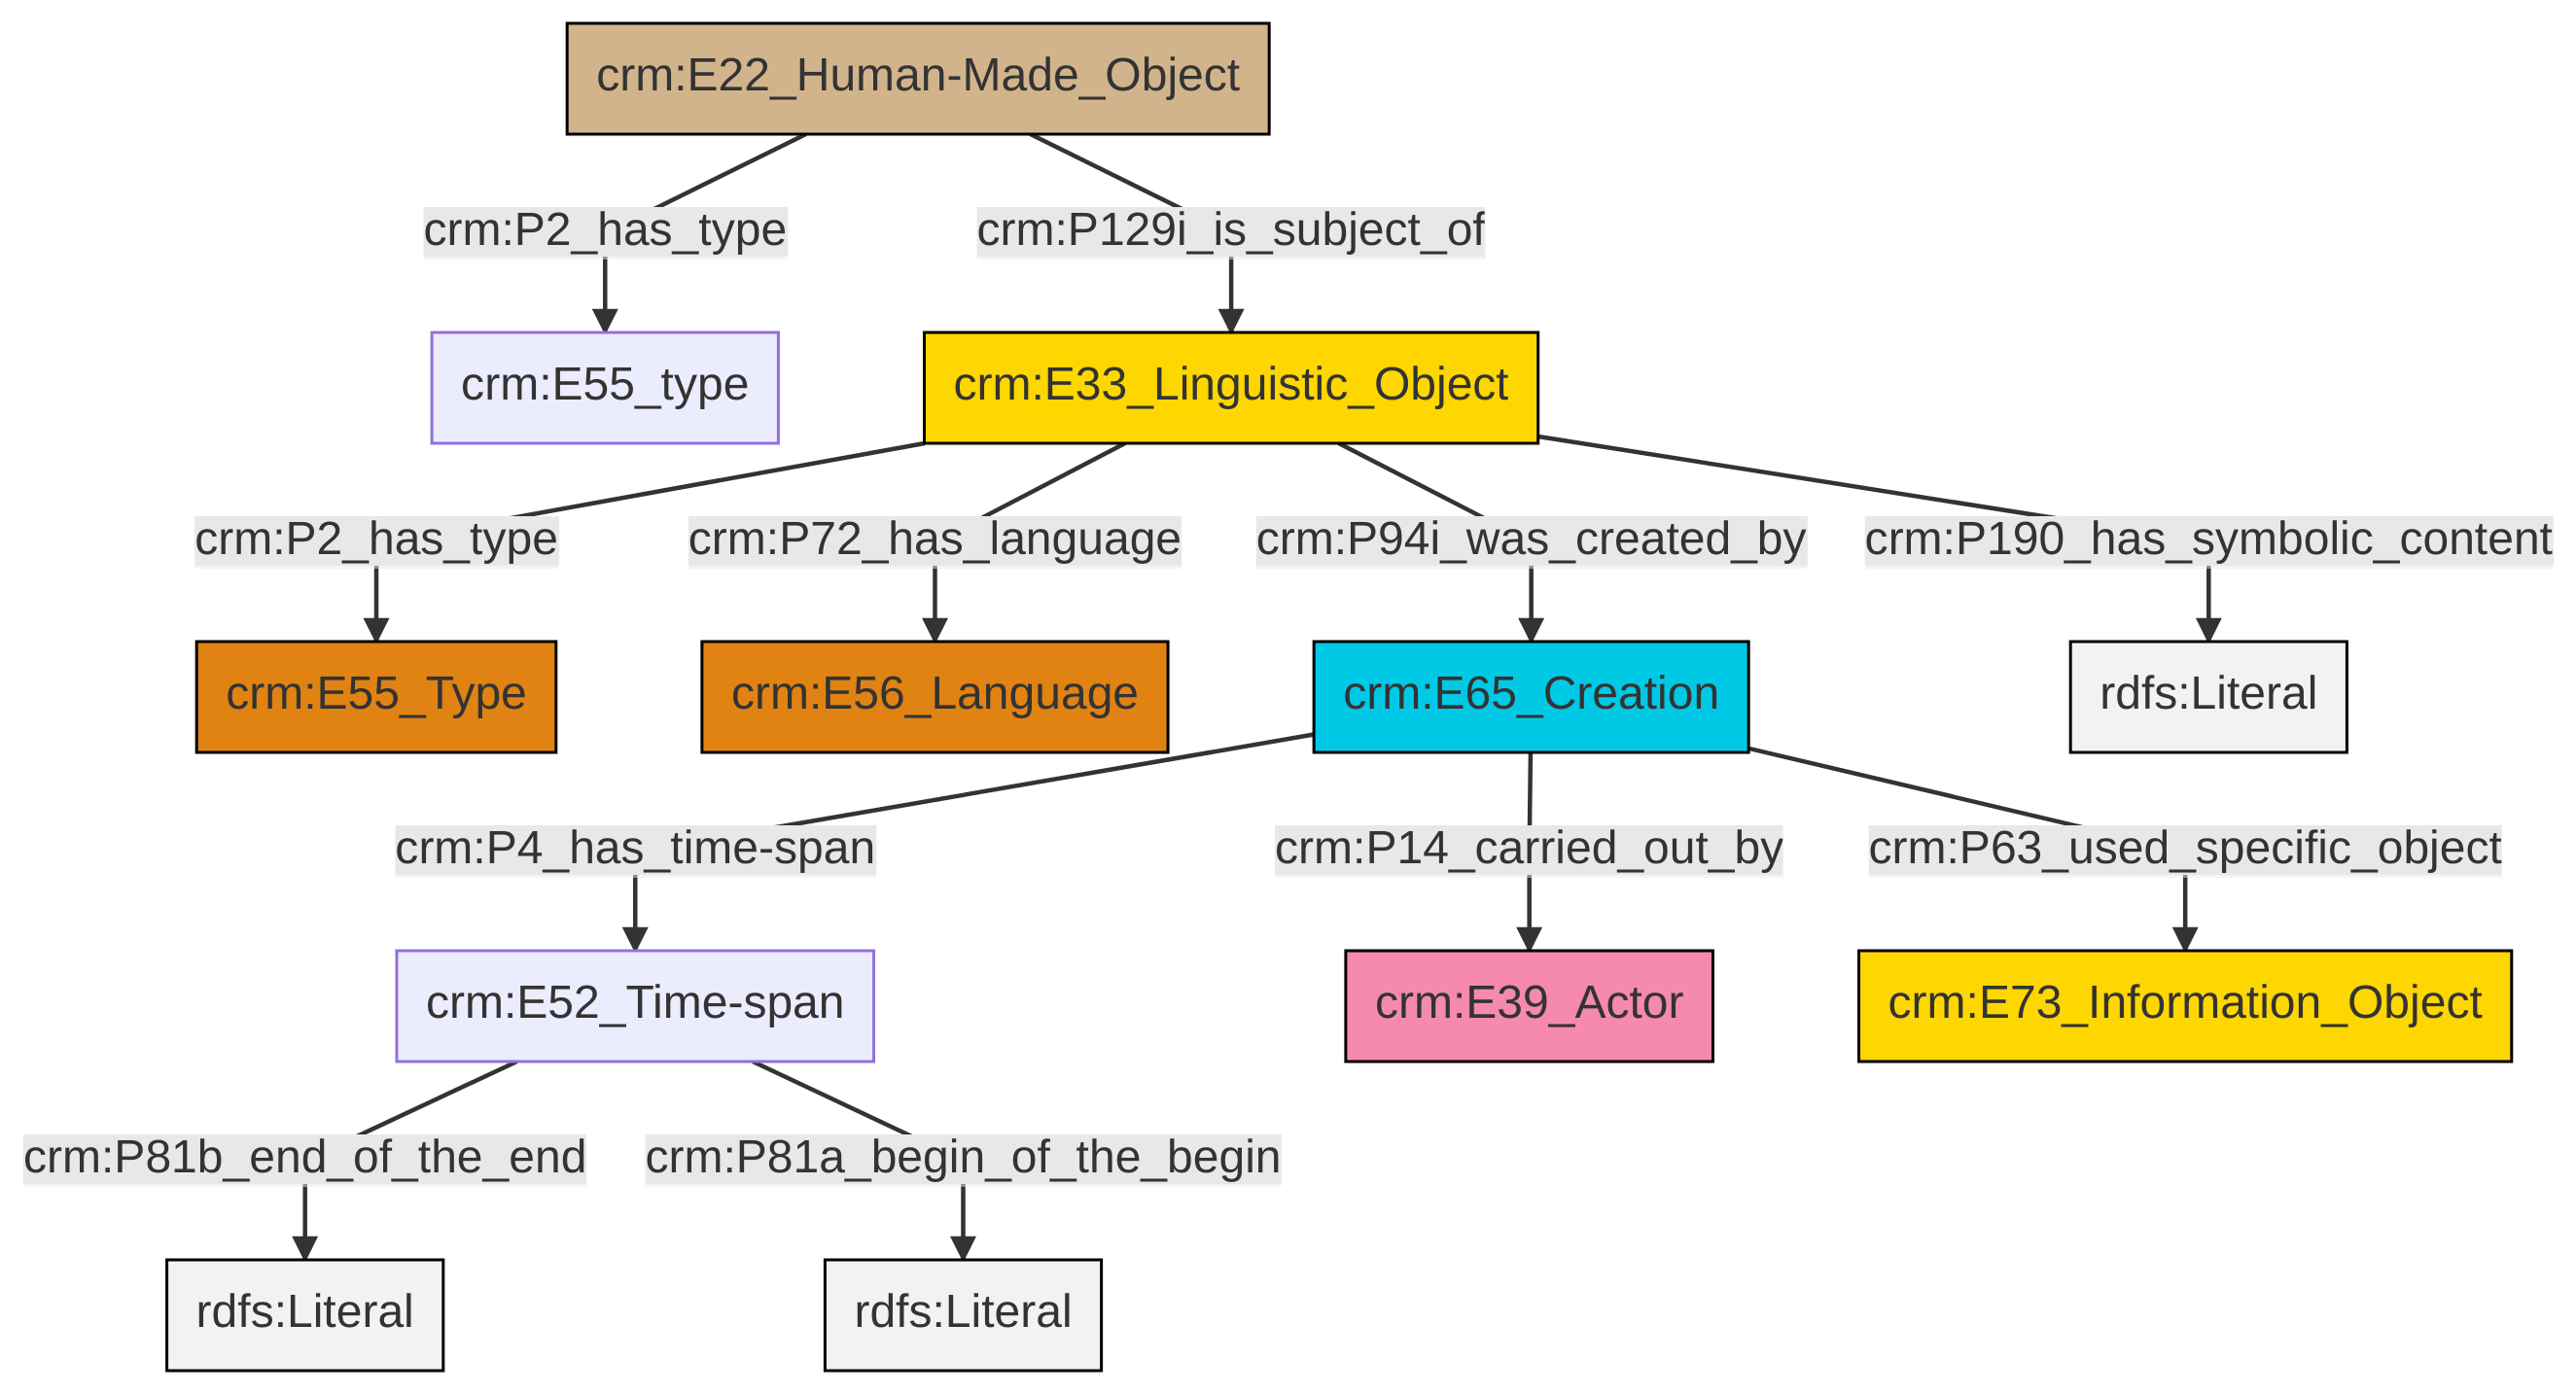 crm:E22_Human-Made_Object
crm:P2_has_type
crm:P129i_is_subject_of
crm:E55_type
crm:E33_Linguistic_Object
crm:P2_has_type
crm:P72_has_language
crm:P94i_was_created_by
crm:P190_has_symbolic_content
crm:E55_Type
crm:E56_Language
crm:E65_Creation
rdfs:Literal
crm:P4_has_time-span
crm:P14_carried_out_by
crm:P63_used_specific_object
crm:E52_Time-span
crm:E39_Actor
crm:E73_Information_Object
crm:P81b_end_of_the_end
crm:P81a_begin_of_the_begin
rdfs:Literal
rdfs:Literal